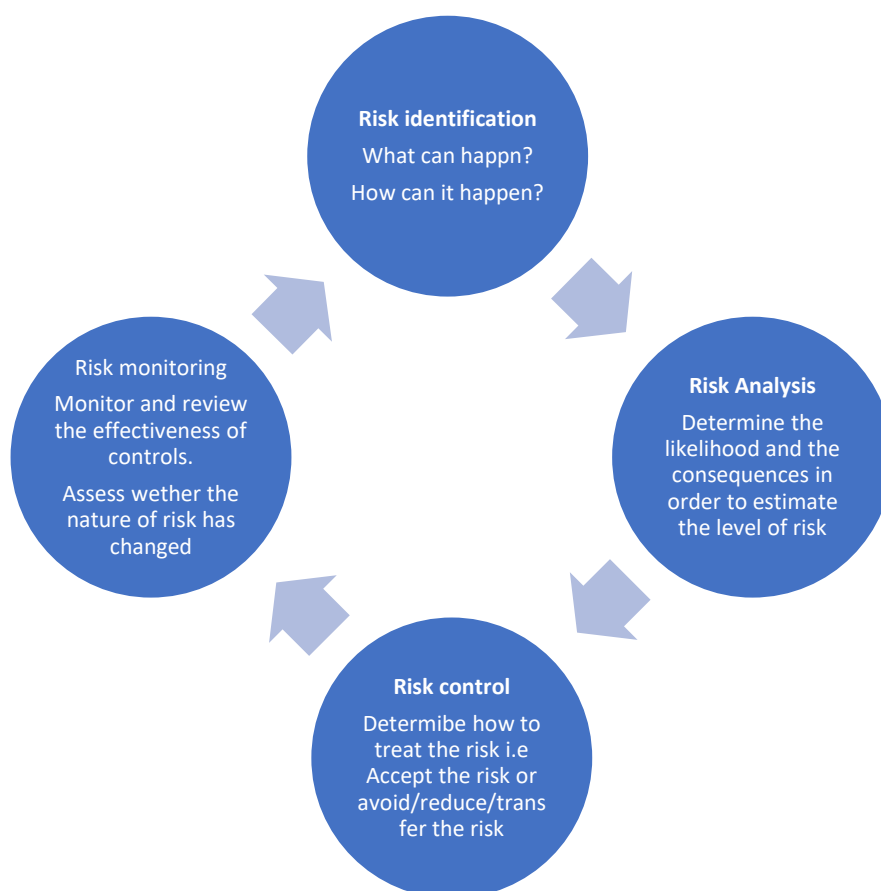 Risk identification
What can happn?
How can it happen?
Risk Analysis
Determine the
likelihood and the
consequences in
order to estimate
the level of risk
Risk control
Determibe how to
treat the risk i.e
Accept the risk or
avoid/reduce/trans
fer the risk
Risk monitoring
Monitor and review
the effectiveness of
controls.
Assess wether the
nature of risk has
changed